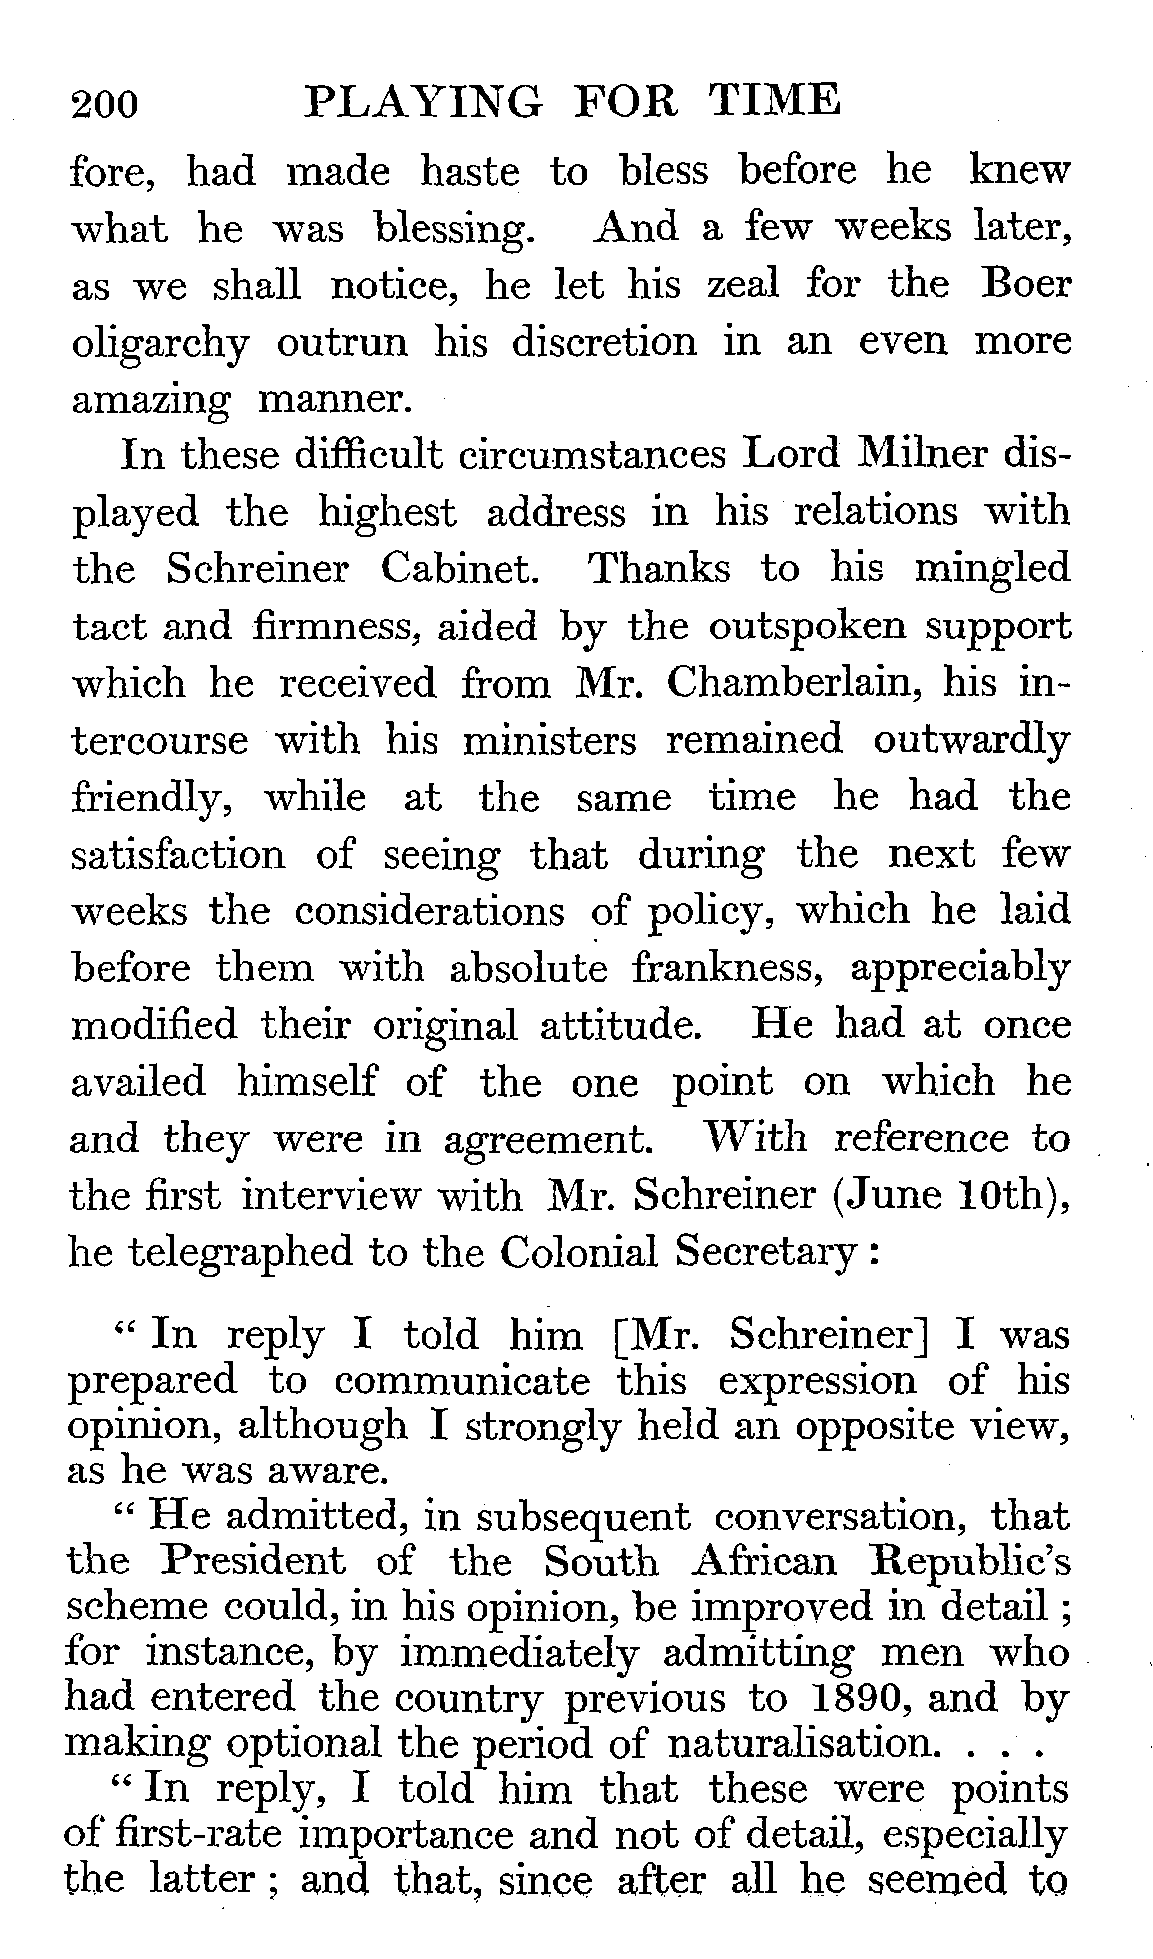 200 PLAYING FOR TIME
fore, had made haste to bless before he knew
what he was blessing. And a few weeks later,
as we shall notice, he let his zeal for the Boer
oligarchy outrun his discretion in an even more
amazing manner.
In these difficult circumstances Lord Milner dis-
played the highest address in his relations with
the Schreiner Cabinet. Thanks to his mingled
tact and firmness, aided by the outspoken support
which he received from Mr. Chamberlain, his in-
tercourse with his ministers remained outwardly
friendly, while at the same time he had the
satisfaction of seeing that during the next few
weeks the considerations of policy, which he laid
before them with absolute frankness, appreciably
modified their original attitude. He had at once
availed himself of the one point on which he
and they were in agreement. With reference to
the first interview with Mr. Schreiner (June 10th),
he telegraphed to the Colonial Secretary :
“ In reply I told him [Mr. Schreiner] I was
prepared to communicate this expression of his
opinion, although I strongly held an opposite view,
as he was aware.
“ He admitted, in subsequent conversation, that
the President of the South African Republic’s
scheme could, in his opinion, be improved in detail ;
for instance, by immediately admitting men who
had entered the country previous to 1890, and by
making optional the period of naturalisation. . . .
“ In reply, I told him that these were points
of first-rate importance and not of detail, especially
the latter ; and that, since after all he seemed to